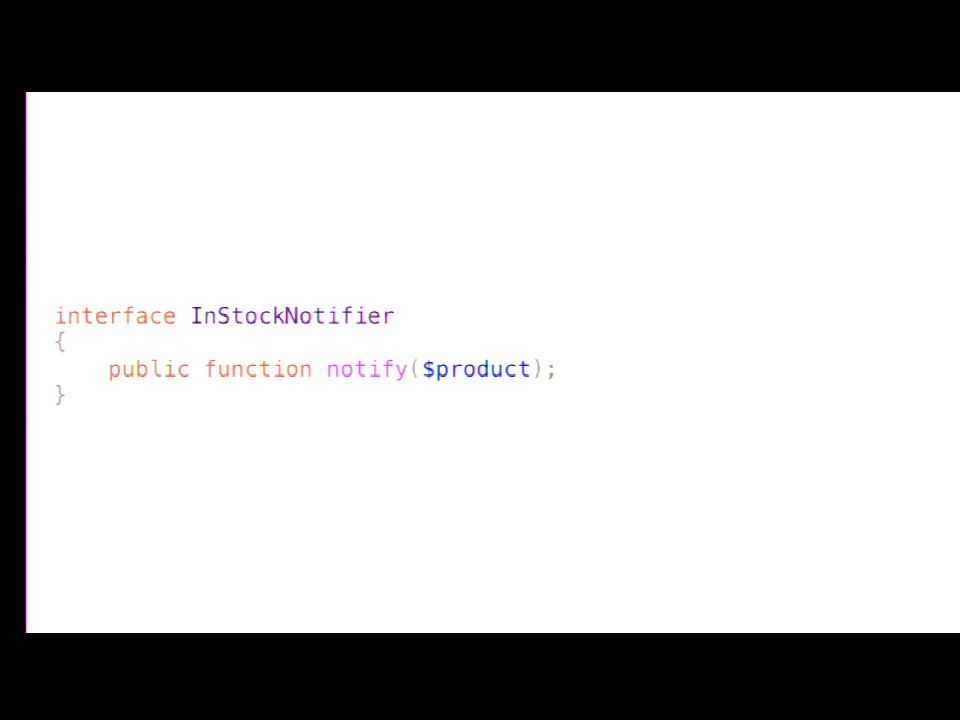 interface InStockNotifier
{
    public function notify($product);
}